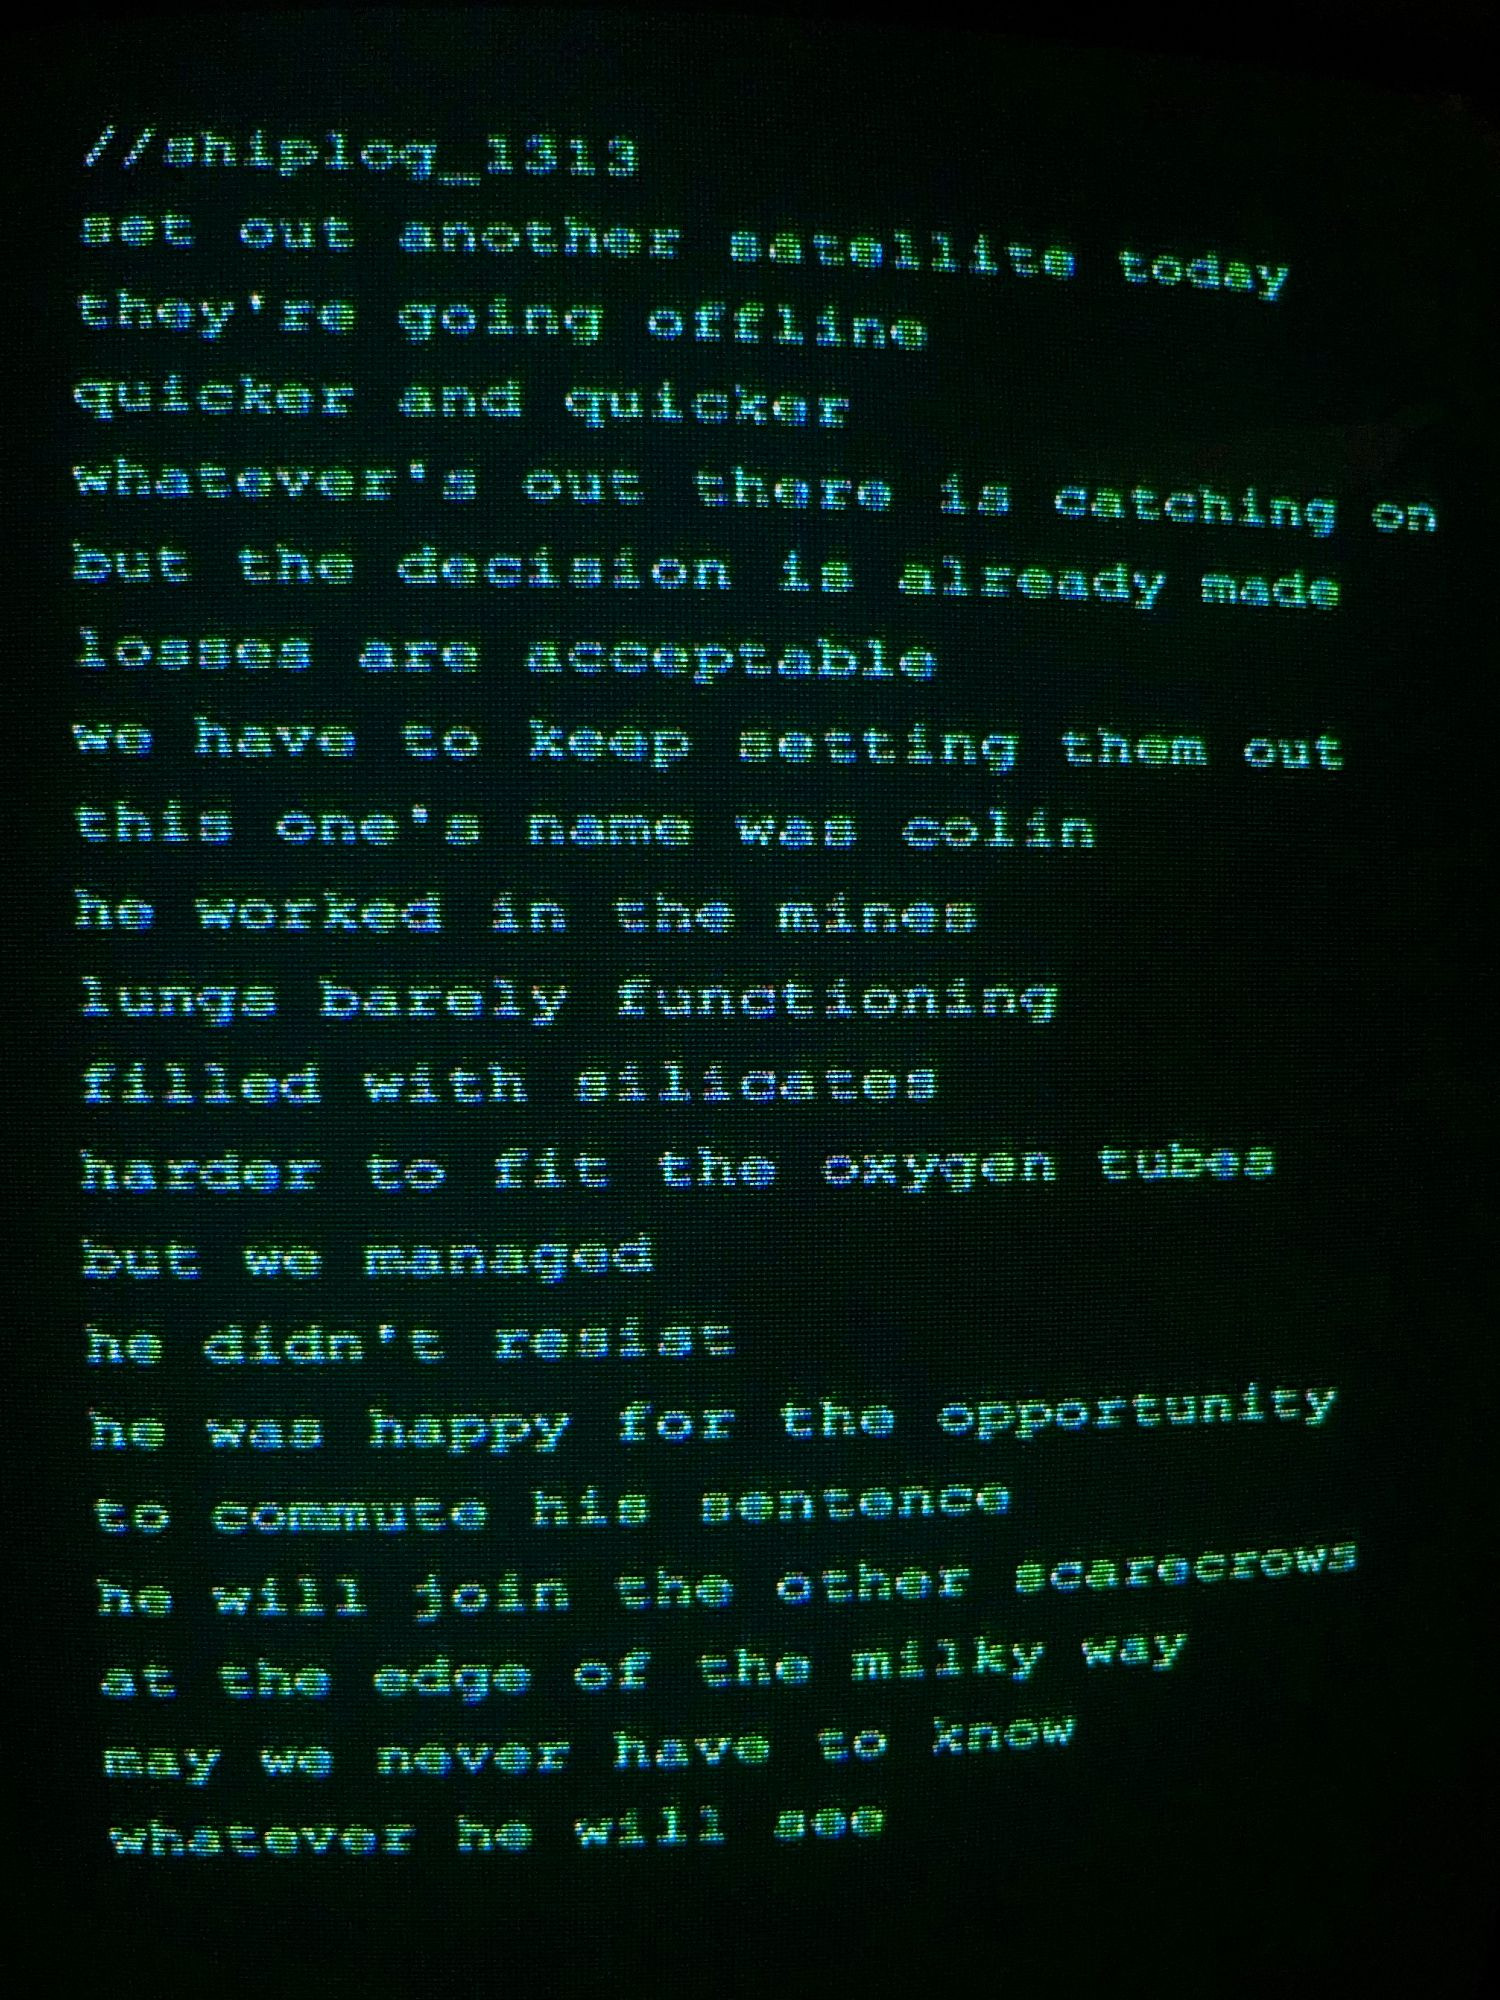 //shiplog_1313
set out another satellite today
they're going offline
quicker and quicker
whatever's out there is catching on
but the decision is already made
losses are acceptable
we have to keep setting them out
this one's name was colin
he worked in the mines
lungs barely functioning
filled with silicates
harder to fit the oxygen tubes
but we managed
he didn't resist
he was happy for the opportunity
to commute his sentence
he will join the other scarecrows
at the edge of the milky way
may we never have to know
whatever he will see